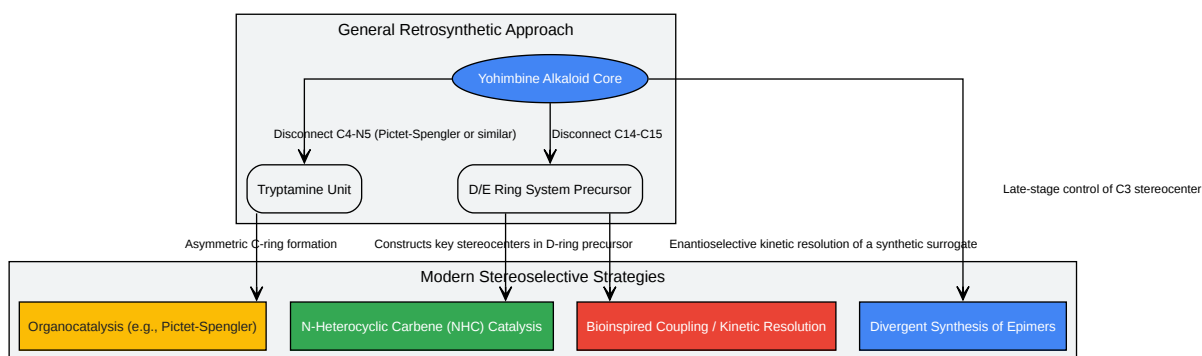 General Retrosynthetic Approach
Yohimbine Alkaloid Core
Disconnect C4-N5 (Pictet-Spengler or similar)
Disconnect C14-C15
Tryptamine Unit
D/E Ring System Precursor
Late-stage control of C3 stereocenter
Asymmetric C-ring formation
Constructs key stereocenters in D-ring precursor
Enantioselective kinetic resolution of a synthetic surrogate
Modern Stereoselective Strategies
Organocatalysis (e.g., Pictet-Spengler)
N-Heterocyclic Carbene (NHC) Catalysis
Bioinspired Coupling / Kinetic Resolution
Divergent Synthesis of Epimers